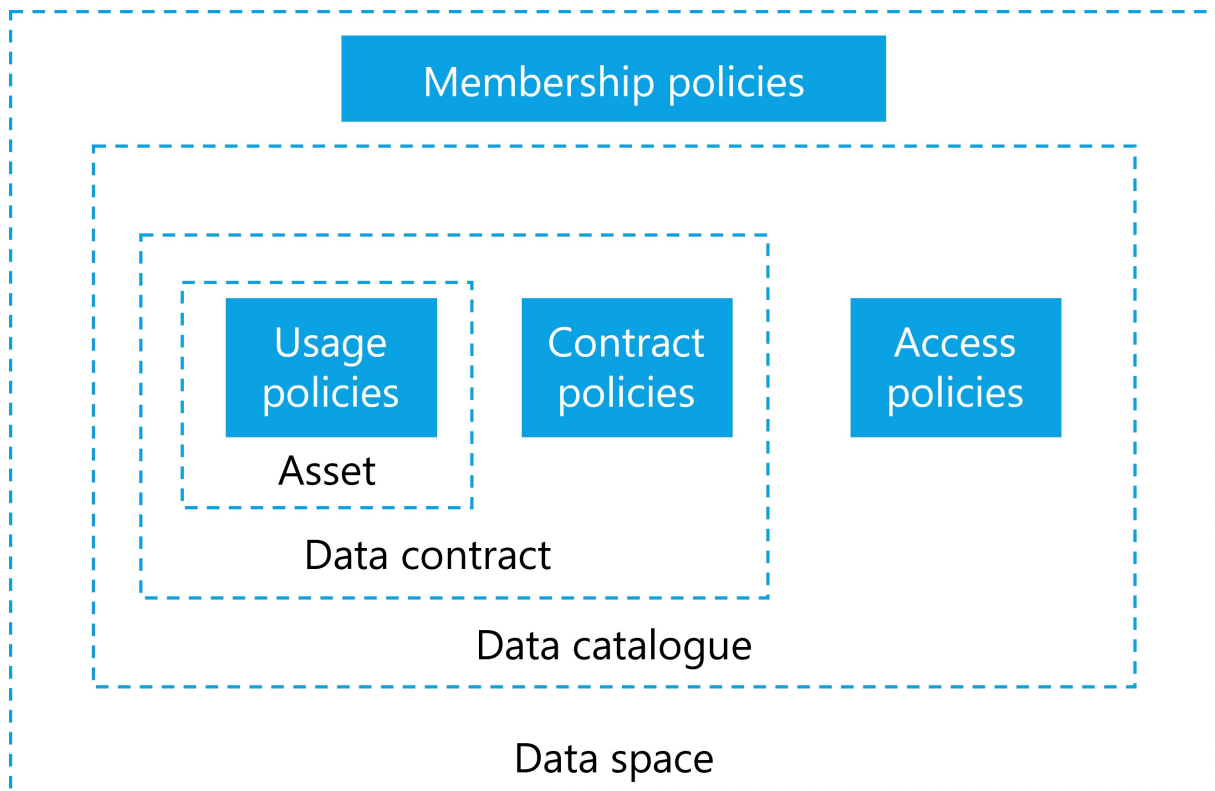 Membership policies
Usage
policies
Contract
policies
Access
policies
Asset
Data contract
Data catalogue
Data space